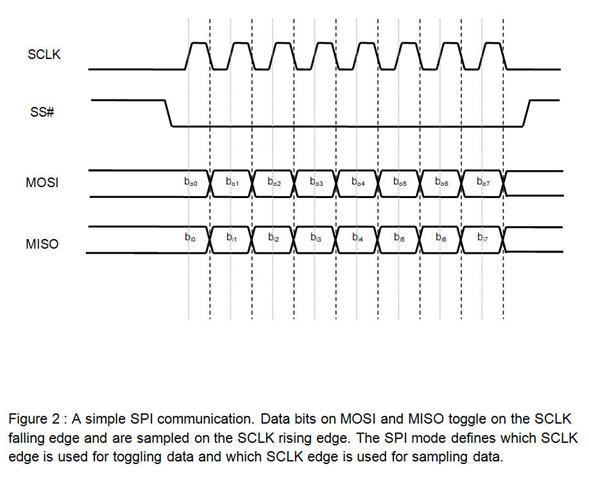 SCLK
SS#
MOSI
bo0 bo1 bo2 bo3 bo4 bo5 bo6 bo7
MISO
bi0 bi1 bi2 bi3 bi4 bi5 bi6 bi7
Figure 2 : A simple SPI communication. Data bits on MOSI and MISO toggle on the SCLK
falling edge and are sampled on the SCLK rising edge. The SPI mode defines which SCLK
edge is used for toggling data and which SCLK edge is used for sampling data.